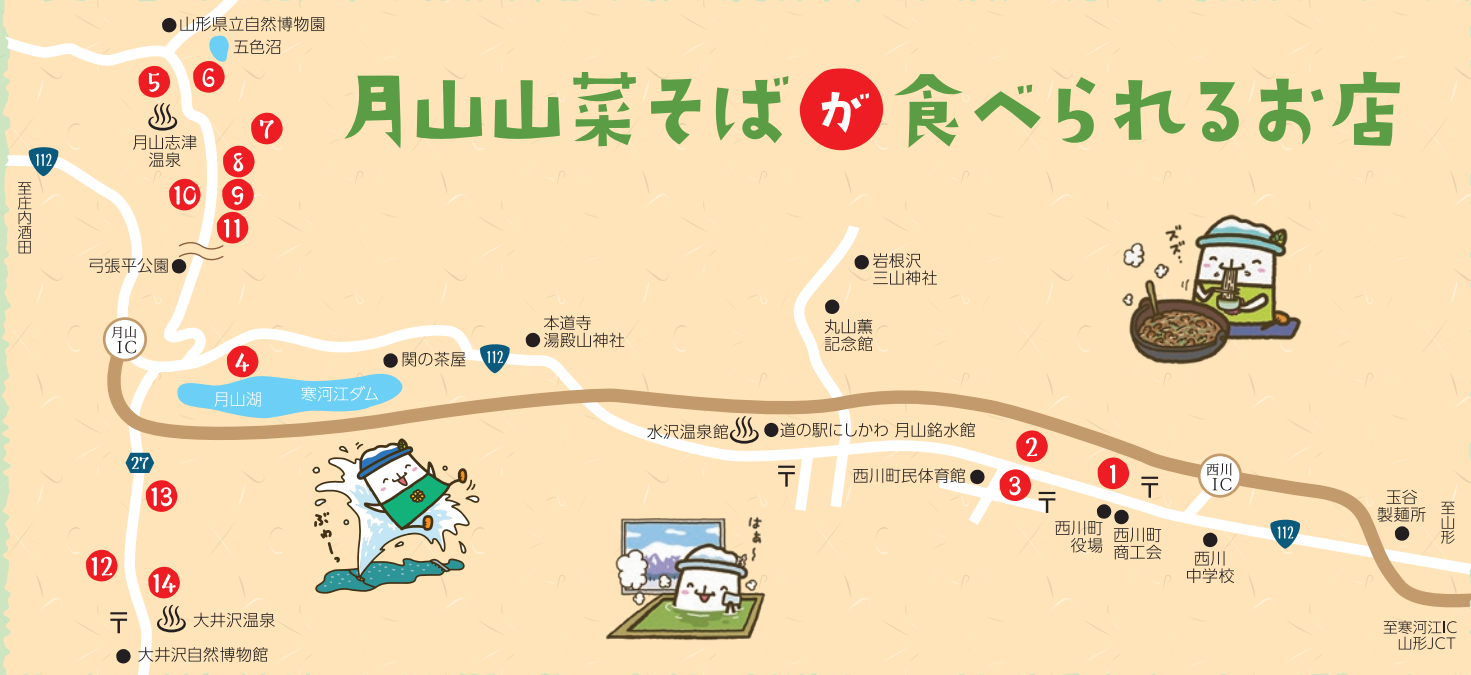 山形県立自然博物園
五色沼
5
6
月山志津
温泉
7
8
10
9
11
月山山菜そばが食べられるお店
112
至庄内酒田
弓張平公園
月山
IC
4
関の茶屋
112
本道寺
湯殿山神社
月山湖
寒河江ダム
岩根沢
三山神社
丸山薫
記念館
ズズ…
水沢温泉館
道の駅にしかわ 月山銘水館
〒
西川町民体育館
2
3
〒
1
〒
西川町
役場
西川町
商工会
西川
IC
西川
中学校
112
玉谷
製麺所
至山形
至寒河江IC
山形JCT
27
13
12
14
〒
大井沢温泉
大井沢自然博物館
ぶわーっ
はぁ〜